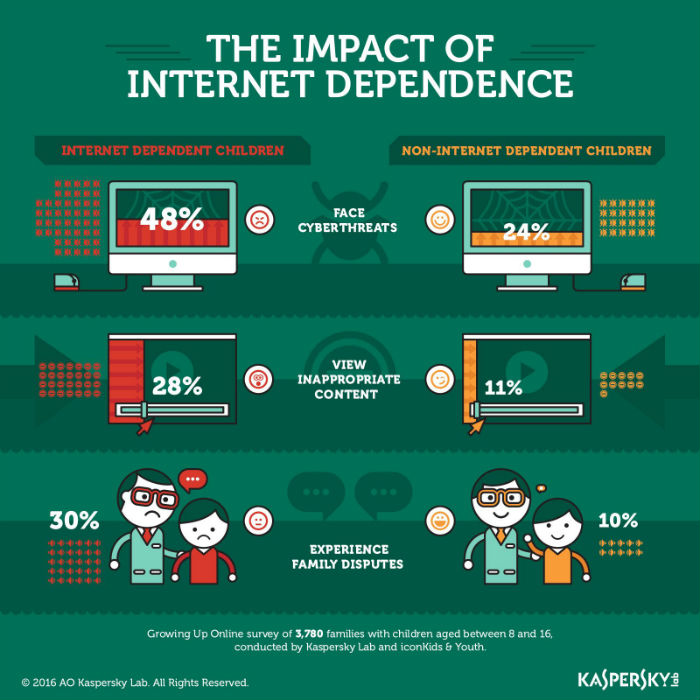 THE IMPACT OF
INTERNET DEPENDENCE
INTERNET DEPENDENT CHILDREN
NON-INTERNET DEPENDENT CHILDREN
48%
FACE
CYBERTHREATS
24%
28%
VIEW
INAPPROPRIATE
CONTENT
11%
30%
EXPERIENCE
FAMILY DISPUTES
10%
Growing Up Online survey of 3,780 families with children aged between 8 and 16,
conducted by Kaspersky Lab and iconKids & Youth.
© 2016 AO Kaspersky Lab. All Rights Reserved.
KASPERSKY lab